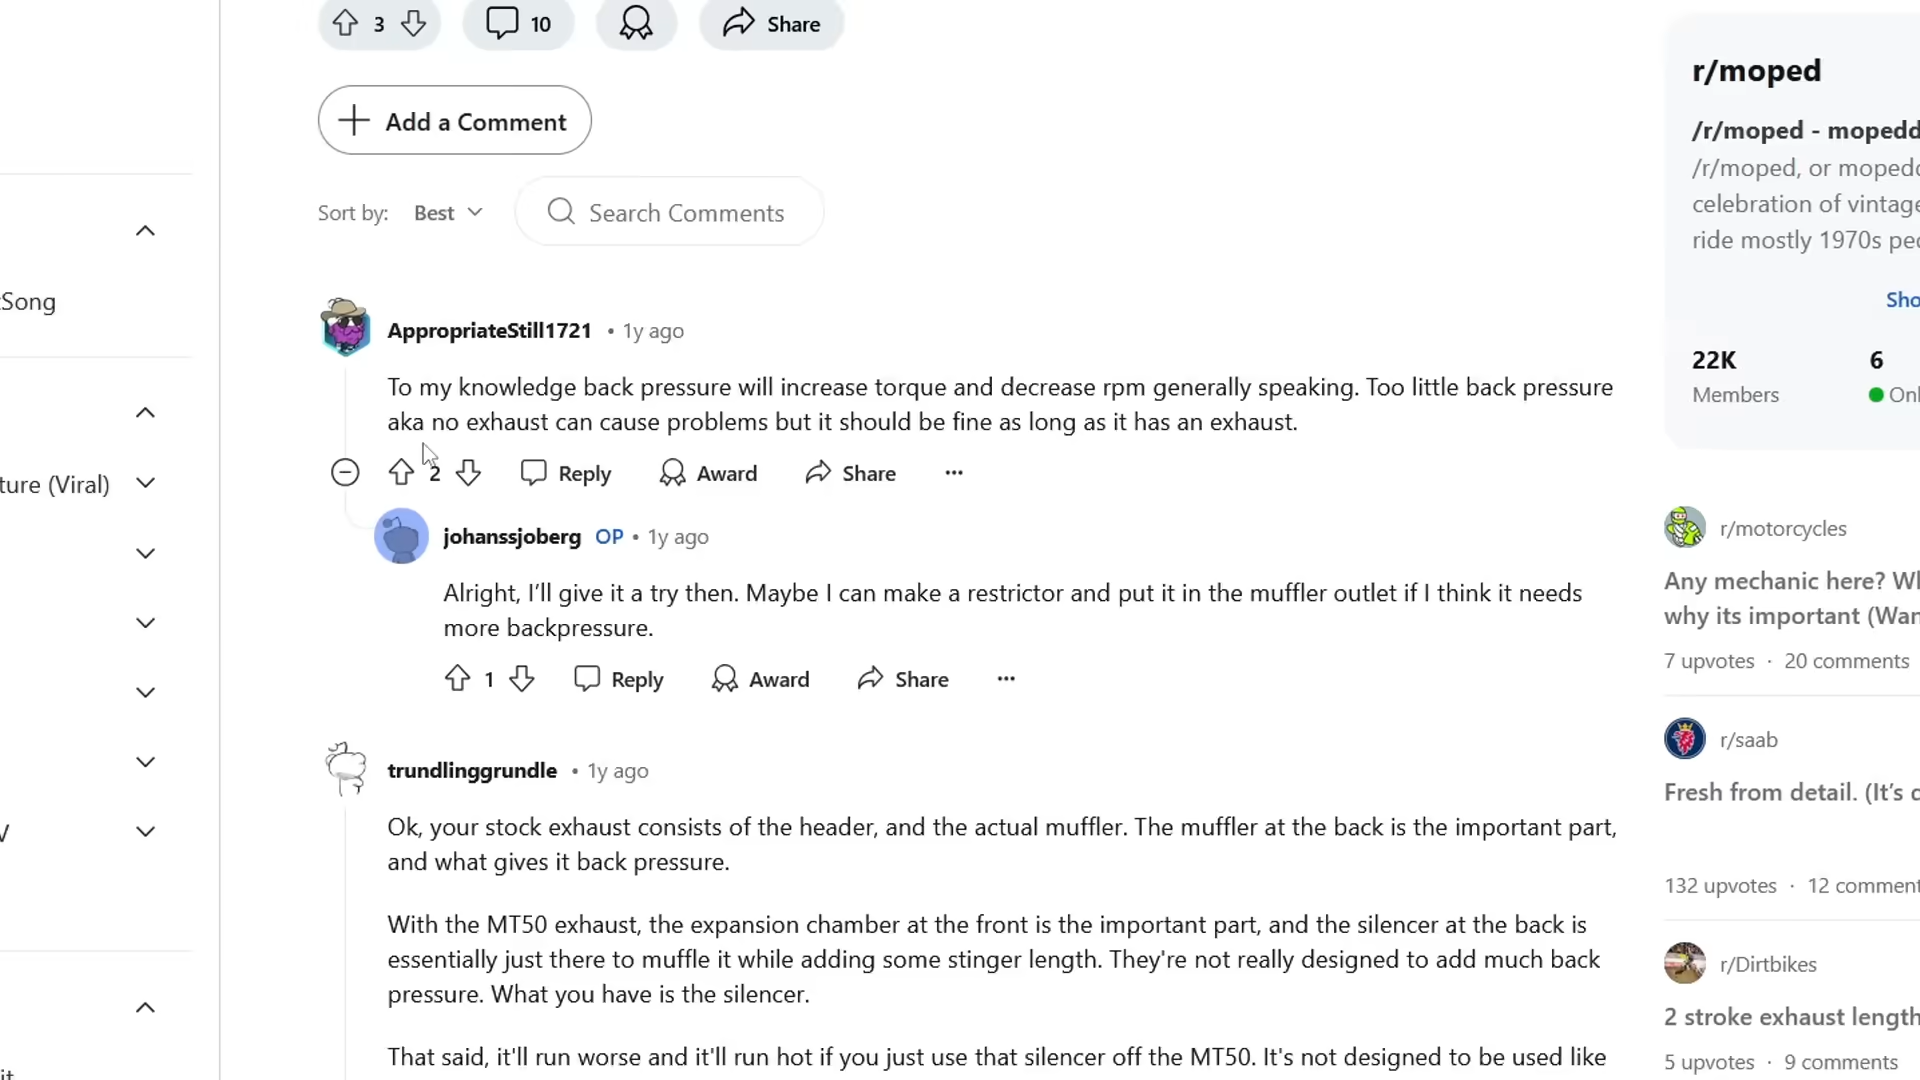 3
10
Share
Add a Comment
Sort by: Best
Search Comments
AppropriateStill1721 • 1y ago
To my knowledge back pressure will increase torque and decrease rpm generally speaking. Too little back pressure
aka no exhaust can cause problems but it should be fine as long as it has an exhaust.
2 Reply Award Share ...
johanssjoberg OP • 1y ago
Alright, I’ll give it a try then. Maybe I can make a restrictor and put it in the muffler outlet if I think it needs
more backpressure.
1 Reply Award Share ...
trundlinggrundle • 1y ago
Ok, your stock exhaust consists of the header, and the actual muffler. The muffler at the back is the important part,
and what gives it back pressure.
With the MT50 exhaust, the expansion chamber at the front is the important part, and the silencer at the back is
essentially just there to muffle it while adding some stinger length. They're not really designed to add much back
pressure. What you have is the silencer.
That said, it'll run worse and it'll run hot if you just use that silencer off the MT50. It's not designed to be used like
Song
ture (Viral)
r/moped
/r/moped - mopedd
/r/moped, or moped
celebration of vintage
ride mostly 1970s pe
Sho
22K 6
Members Onl
r/motorcycles
Any mechanic here? Wh
why its important (Wan
7 upvotes · 20 comments
r/saab
Fresh from detail. (It’s
132 upvotes · 12 comment
r/Dirtbikes
2 stroke exhaust length
5 upvotes · 9 comments